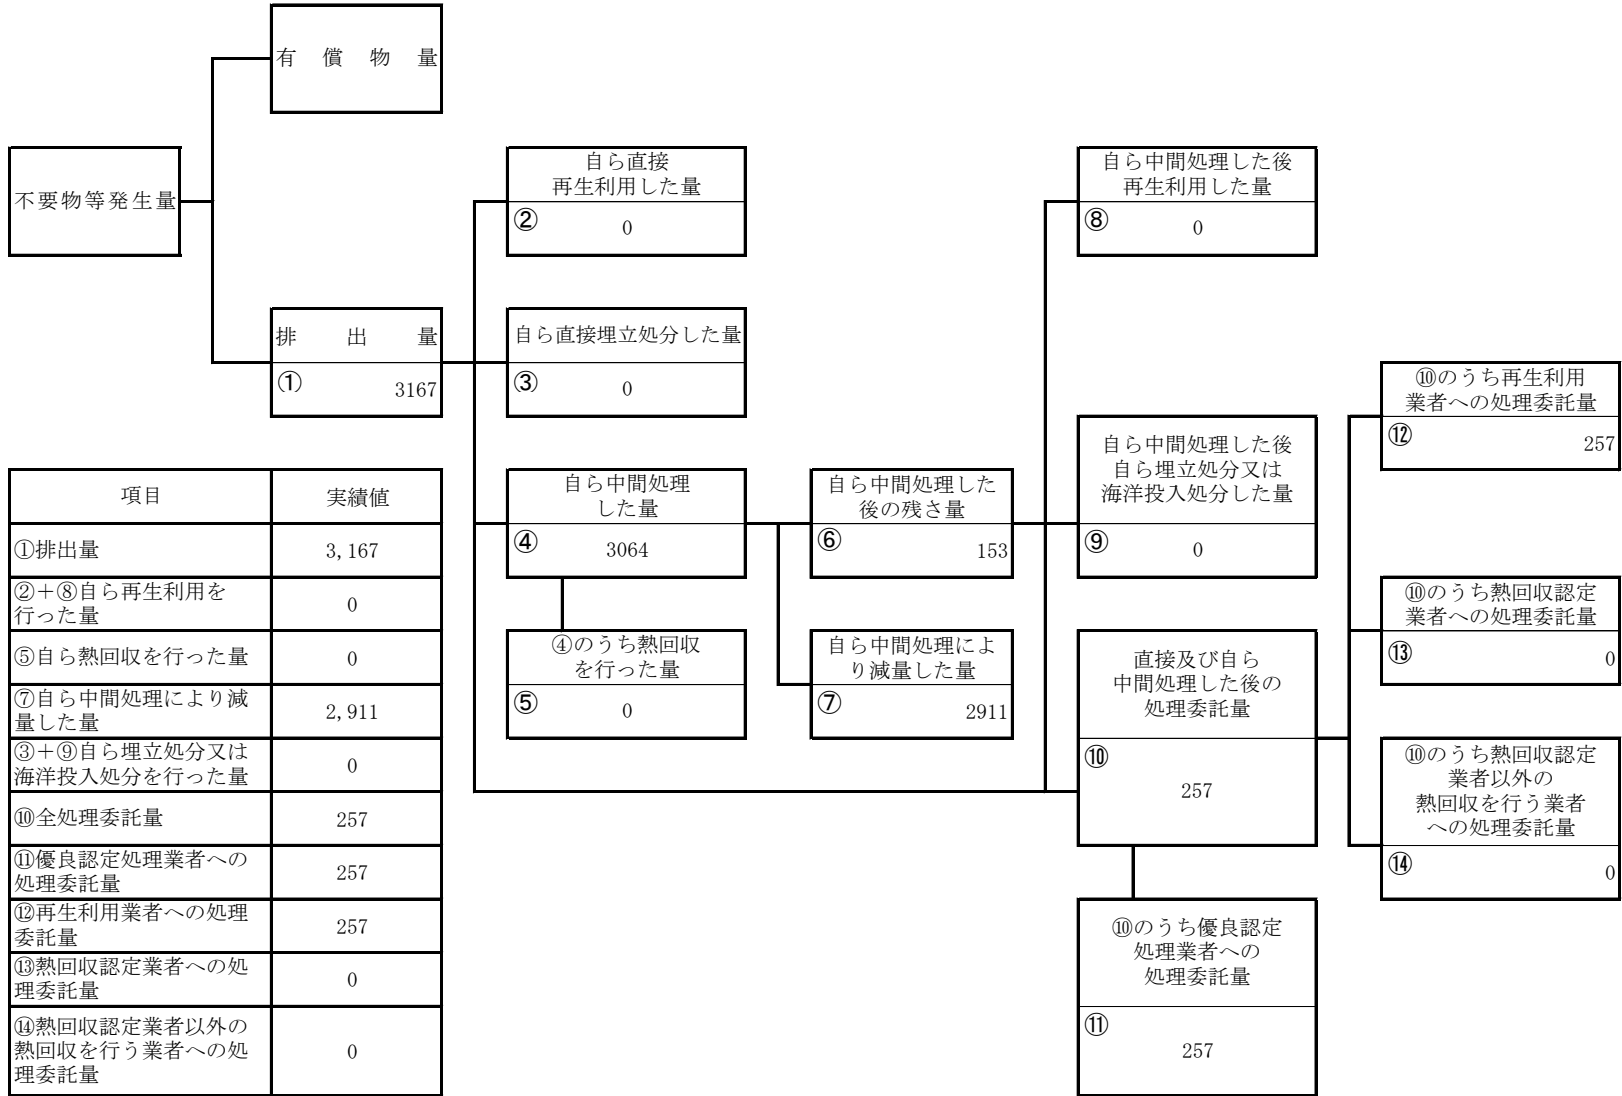 有償物量
不要物等発生量
排出量
①
3167
自ら直接
再生利用した量
②
0
自ら直接埋立処分した量
③
0
自ら中間処理
した量
④
3064
④のうち熱回収
を行った量
⑤
0
自ら中間処理した
後の残さ量
⑥
153
自ら中間処理によ
り減量した量
⑦
2911
自ら中間処理した後
再生利用した量
⑧
0
自ら中間処理した後
自ら埋立処分又は
海洋投入処分した量
⑨
0
直接及び自ら
中間処理した後の
処理委託量
⑩
257
⑩のうち優良認定
処理業者への
処理委託量
⑪
257
⑩のうち再生利用
業者への処理委託量
⑫
257
⑩のうち熱回収認定
業者への処理委託量
⑬
0
⑩のうち熱回収認定
業者以外の
熱回収を行う業者
への処理委託量
⑭
0
項目
実績値
①排出量
3,167
②＋⑧自ら再生利用を
行った量
0
⑤自ら熱回収を行った量
0
⑦自ら中間処理により減
量した量
2,911
③＋⑨自ら埋立処分又は
海洋投入処分を行った量
0
⑩全処理委託量
257
⑪優良認定処理業者への
処理委託量
257
⑫再生利用業者への処理
委託量
257
⑬熱回収認定業者への処
理委託量
0
⑭熱回収認定業者以外の
熱回収を行う業者への処
理委託量
0